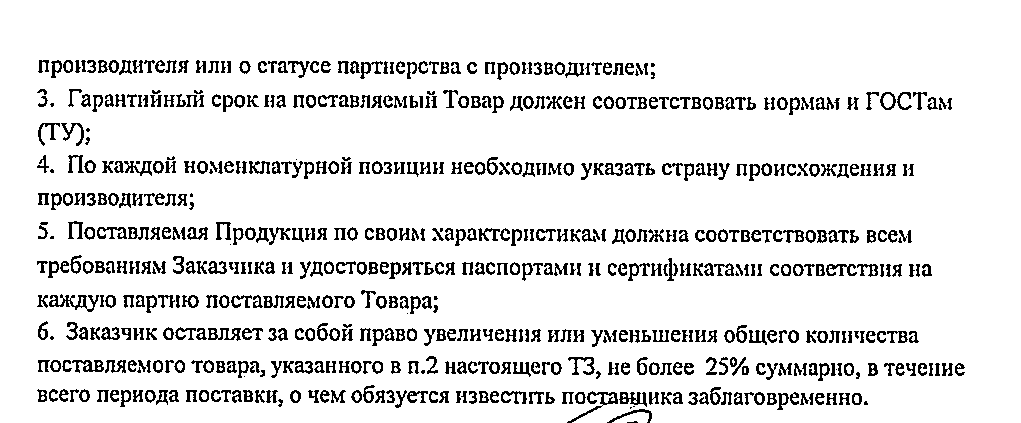 производителя или о статусе партнерства с производителем;
3. Гарантийный срок на поставляемый Товар должен соответствовать нормам и ГОСТам
(ТУ);
4. По каждой номенклатурной позиции необходимо указать страну происхождения и
производителя;
5. Поставляемая Продукция по своим характеристикам должна соответствовать всем
требованиям Заказчика и удостоверяться паспортами и сертификатами соответствия на
каждую партию поставляемого Товара;
6. Заказчик оставляет за собой право увеличения или уменьшения общего количества
поставляемого товара, указанного в п.2 настоящего ТЗ, не более 25% суммарно, в течение
всего периода поставки, о чем обязуется известить поставщика заблаговременно.